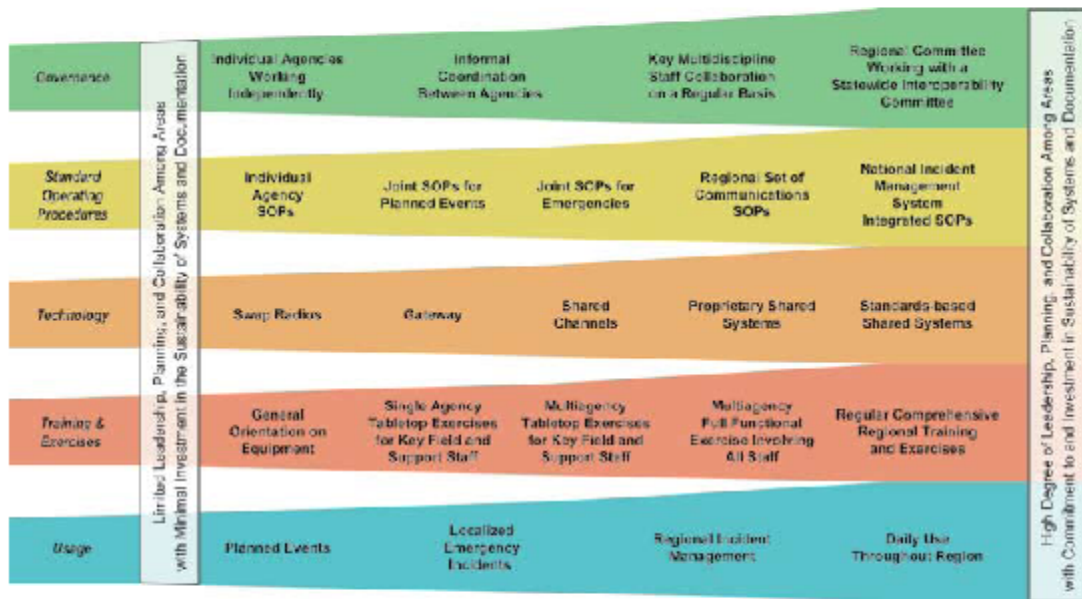 Governance
Limited Leadership, Planning, and Collaboration Among Areas
with Minimal Investment in the Sustainability of Systems and Documentation
Individual Agencies
Working
Independently
Informal
Coordination
Between Agencies
Key Multidiscipline
Staff Collaboration
on a Regular Basis
Regional Committee
Working with a
Statewide Interoperability
Committee
High Degree of Leadership, Planning, and Collaboration Among Areas
with Commitment to and Investment in Sustainability of Systems and Documentation
Standard
Operating
Procedures
Individual
Agency
SOPs
Joint SOPs for
Planned Events
Joint SOPs for
Emergencies
Regional Set of
Communications
SOPs
National Incident
Management
System
Integrated SOPs
Technology
Swap Radios
Gateway
Shared
Channels
Proprietary Shared
Systems
Standards-based
Shared Systems
Training &
Exercises
General
Orientation on
Equipment
Single Agency
Tabletop Exercises
for Key Field and
Support Staff
Multiagency
Tabletop Exercises
for Key Field and
Support Staff
Multiagency
Full Functional
Exercise Involving
All Staff
Regular Comprehensive
Regional Training
and Exercises
Usage
Planned Events
Localized
Emergency
Incidents
Regional Incident
Management
Daily Use
Throughout Region